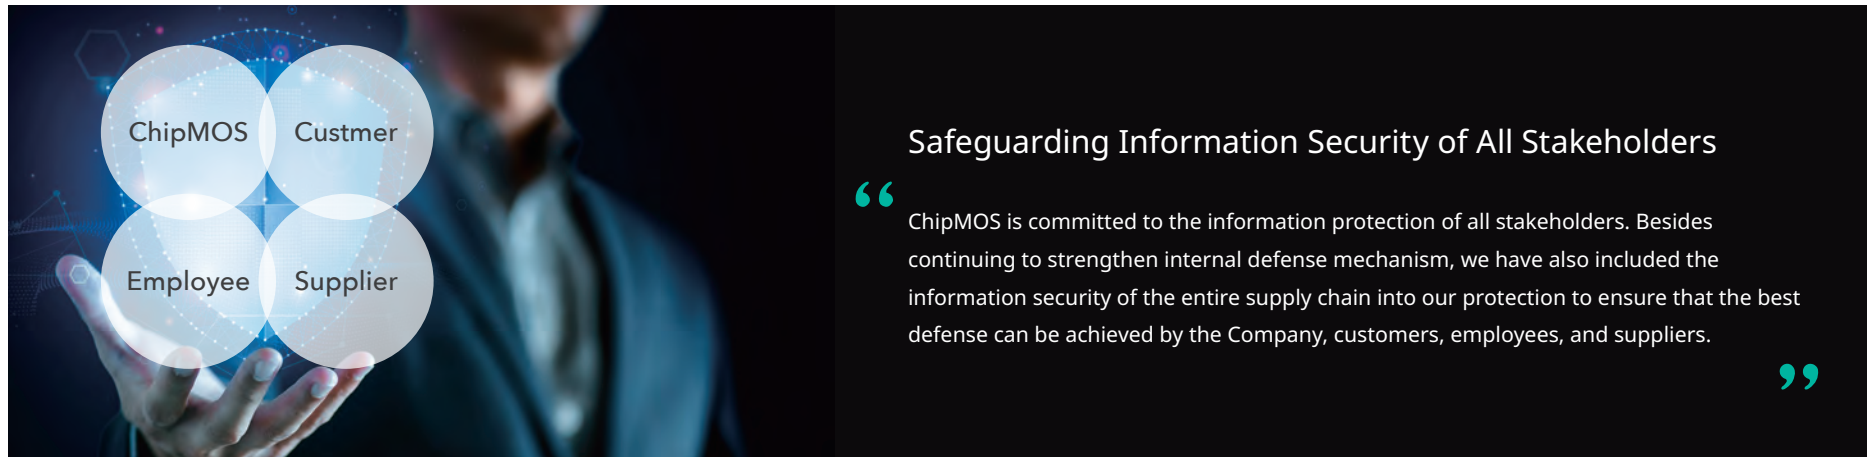 ChipMOS
Custmer
Employee
Supplier
Safeguarding Information Security of All Stakeholders
“
ChipMOS is committed to the information protection of all stakeholders. Besides
continuing to strengthen internal defense mechanism, we have also included the
information security of the entire supply chain into our protection to ensure that the best
defense can be achieved by the Company, customers, employees, and suppliers.
”